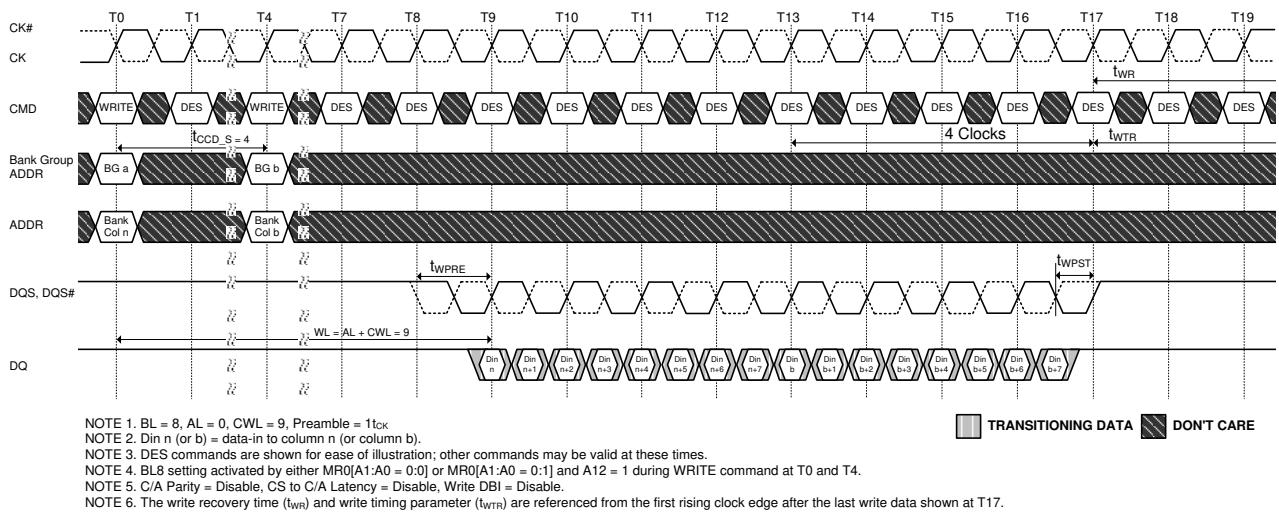 T0 T1 T4 T7 T8 T9 T10 T11 T12 T13 T14 T15 T16 T17 T18 T19
CK#
CK
tWR
CMD WRITE DES WRITE DES DES DES DES DES DES DES DES DES DES DES DES DES
tCCD_S = 4
4 Clocks
tWTR
Bank Group
ADDR
BG a BG b
ADDR
Bank
Col n
Bank
Col b
tWPRE
tWPST
DQS, DQS#
WL = AL + CWL = 9
DQ
Din
n
Din
n+1
Din
n+2
Din
n+3
Din
n+4
Din
n+5
Din
n+6
Din
n+7
Din
b
Din
b+1
Din
b+2
Din
b+3
Din
b+4
Din
b+5
Din
b+6
Din
b+7
TRANSITIONING DATA DON'T CARE
NOTE 1. BL = 8, AL = 0, CWL = 9, Preamble = 1tCK
NOTE 2. Din n (or b) = data-in to column n (or column b).
NOTE 3. DES commands are shown for ease of illustration; other commands may be valid at these times.
NOTE 4. BL8 setting activated by either MR0[A1:A0 = 0:0] or MR0[A1:A0 = 0:1] and A12 = 1 during WRITE command at T0 and T4.
NOTE 5. C/A Parity = Disable, CS to C/A Latency = Disable, Write DBI = Disable.
NOTE 6. The write recovery time (tWR) and write timing parameter (tWTR) are referenced from the first rising clock edge after the last write data shown at T17.